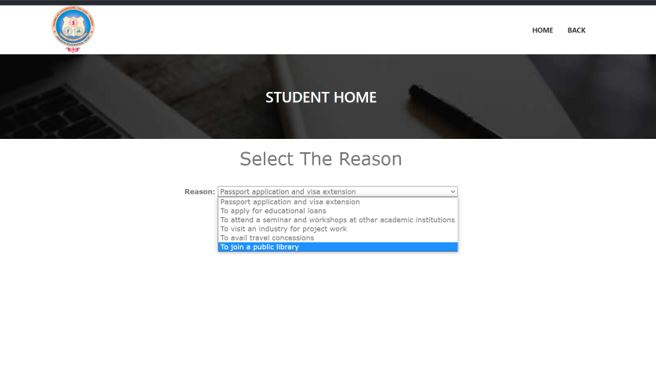 HOME BACK
STUDENT HOME
Select The Reason
Reason: Passport application and visa extension
Passport application and visa extension
To apply for educational loans
To attend a seminar and workshops at other academic institutions
To visit an industry for project work
To avail travel concessions
To join a public library